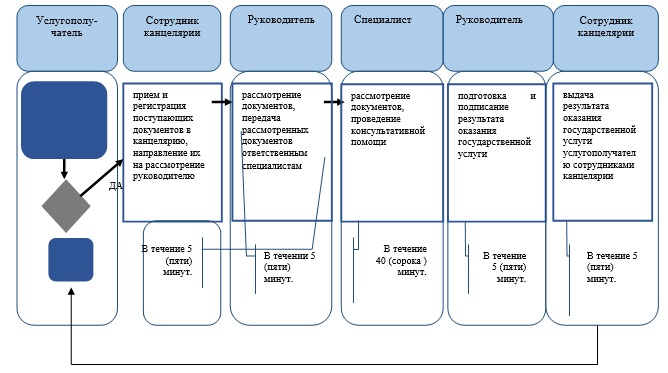 Услугополу-
чатель
Сотрудник
канцелярии
Руководитель
Специалист
Руководитель
Сотрудник
канцелярии
прием и
регистрация
поступающих
документов в
канцелярию,
направление их
на рассмотрение
руководителю
рассмотрение
документов,
передача
рассмотренных
документов
ответственным
специалистам
рассмотрение
документов,
проведение
консультативной
помощи
подготовка и
подписание
результата
оказания
государственной
услуги
выдача
результата
оказания
государственной
услуги
услугополучател
ю сотрудниками
канцелярии
ДА
В течение 5
(пяти)
минут.
В течении 5
(пяти)
минут.
В течение
40 (сорока )
минут.
В течение
5 (пяти)
минут.
В течение 5
(пяти)
минут.